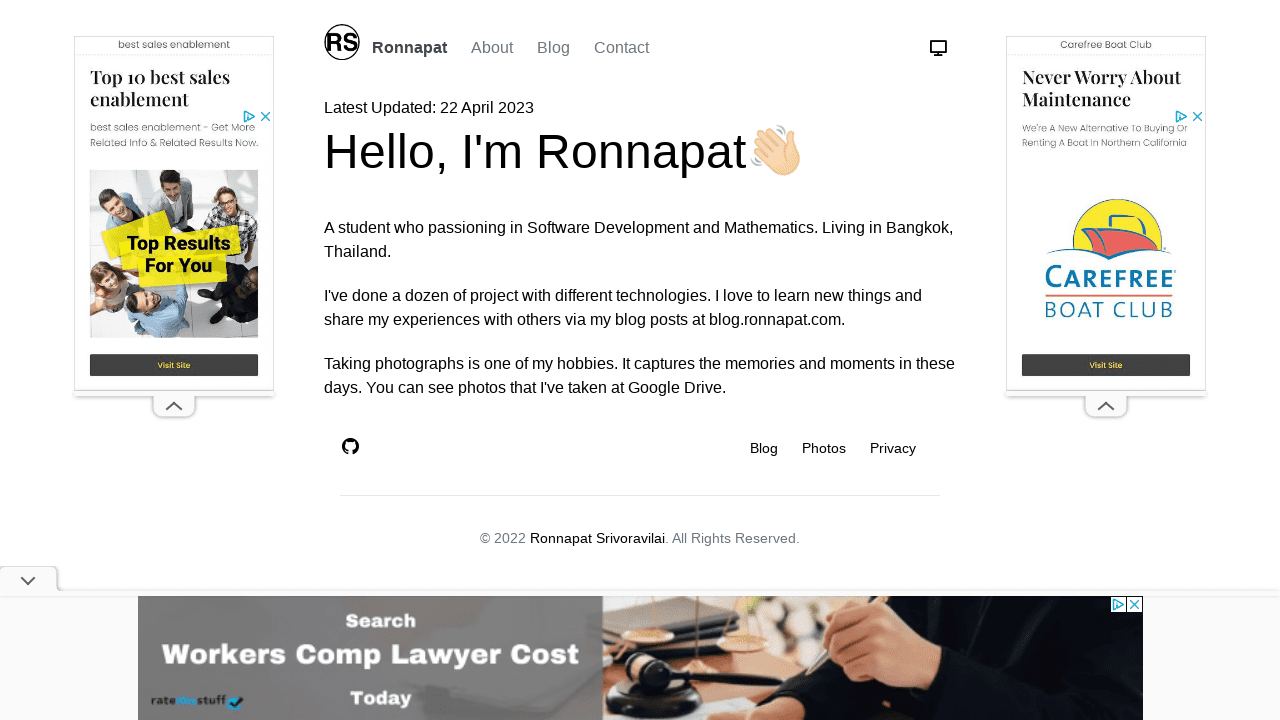 RS
Ronnapat
About
Blog
Contact
best sales enablement
Top 10 best sales
enablement
best sales enablement - Get More
Related Info & Related Results Now.
Top Results
For You
Visit Site
Latest Updated: 22 April 2023
Hello, I'm Ronnapat
A student who passioning in Software Development and Mathematics. Living in Bangkok,
Thailand.
I've done a dozen of project with different technologies. I love to learn new things and
share my experiences with others via my blog posts at blog.ronnapat.com.
Taking photographs is one of my hobbies. It captures the memories and moments in these
days. You can see photos that I've taken at Google Drive.
Carefree Boat Club
Never Worry About
Maintenance
We're A New Alternative To Buying Or
Renting A Boat In Northern California
CAREFREE
BOAT CLUB
Visit Site
Blog
Photos
Privacy
© 2022 Ronnapat Srivoravilai. All Rights Reserved.
Search
Workers Comp Lawyer Cost
Today